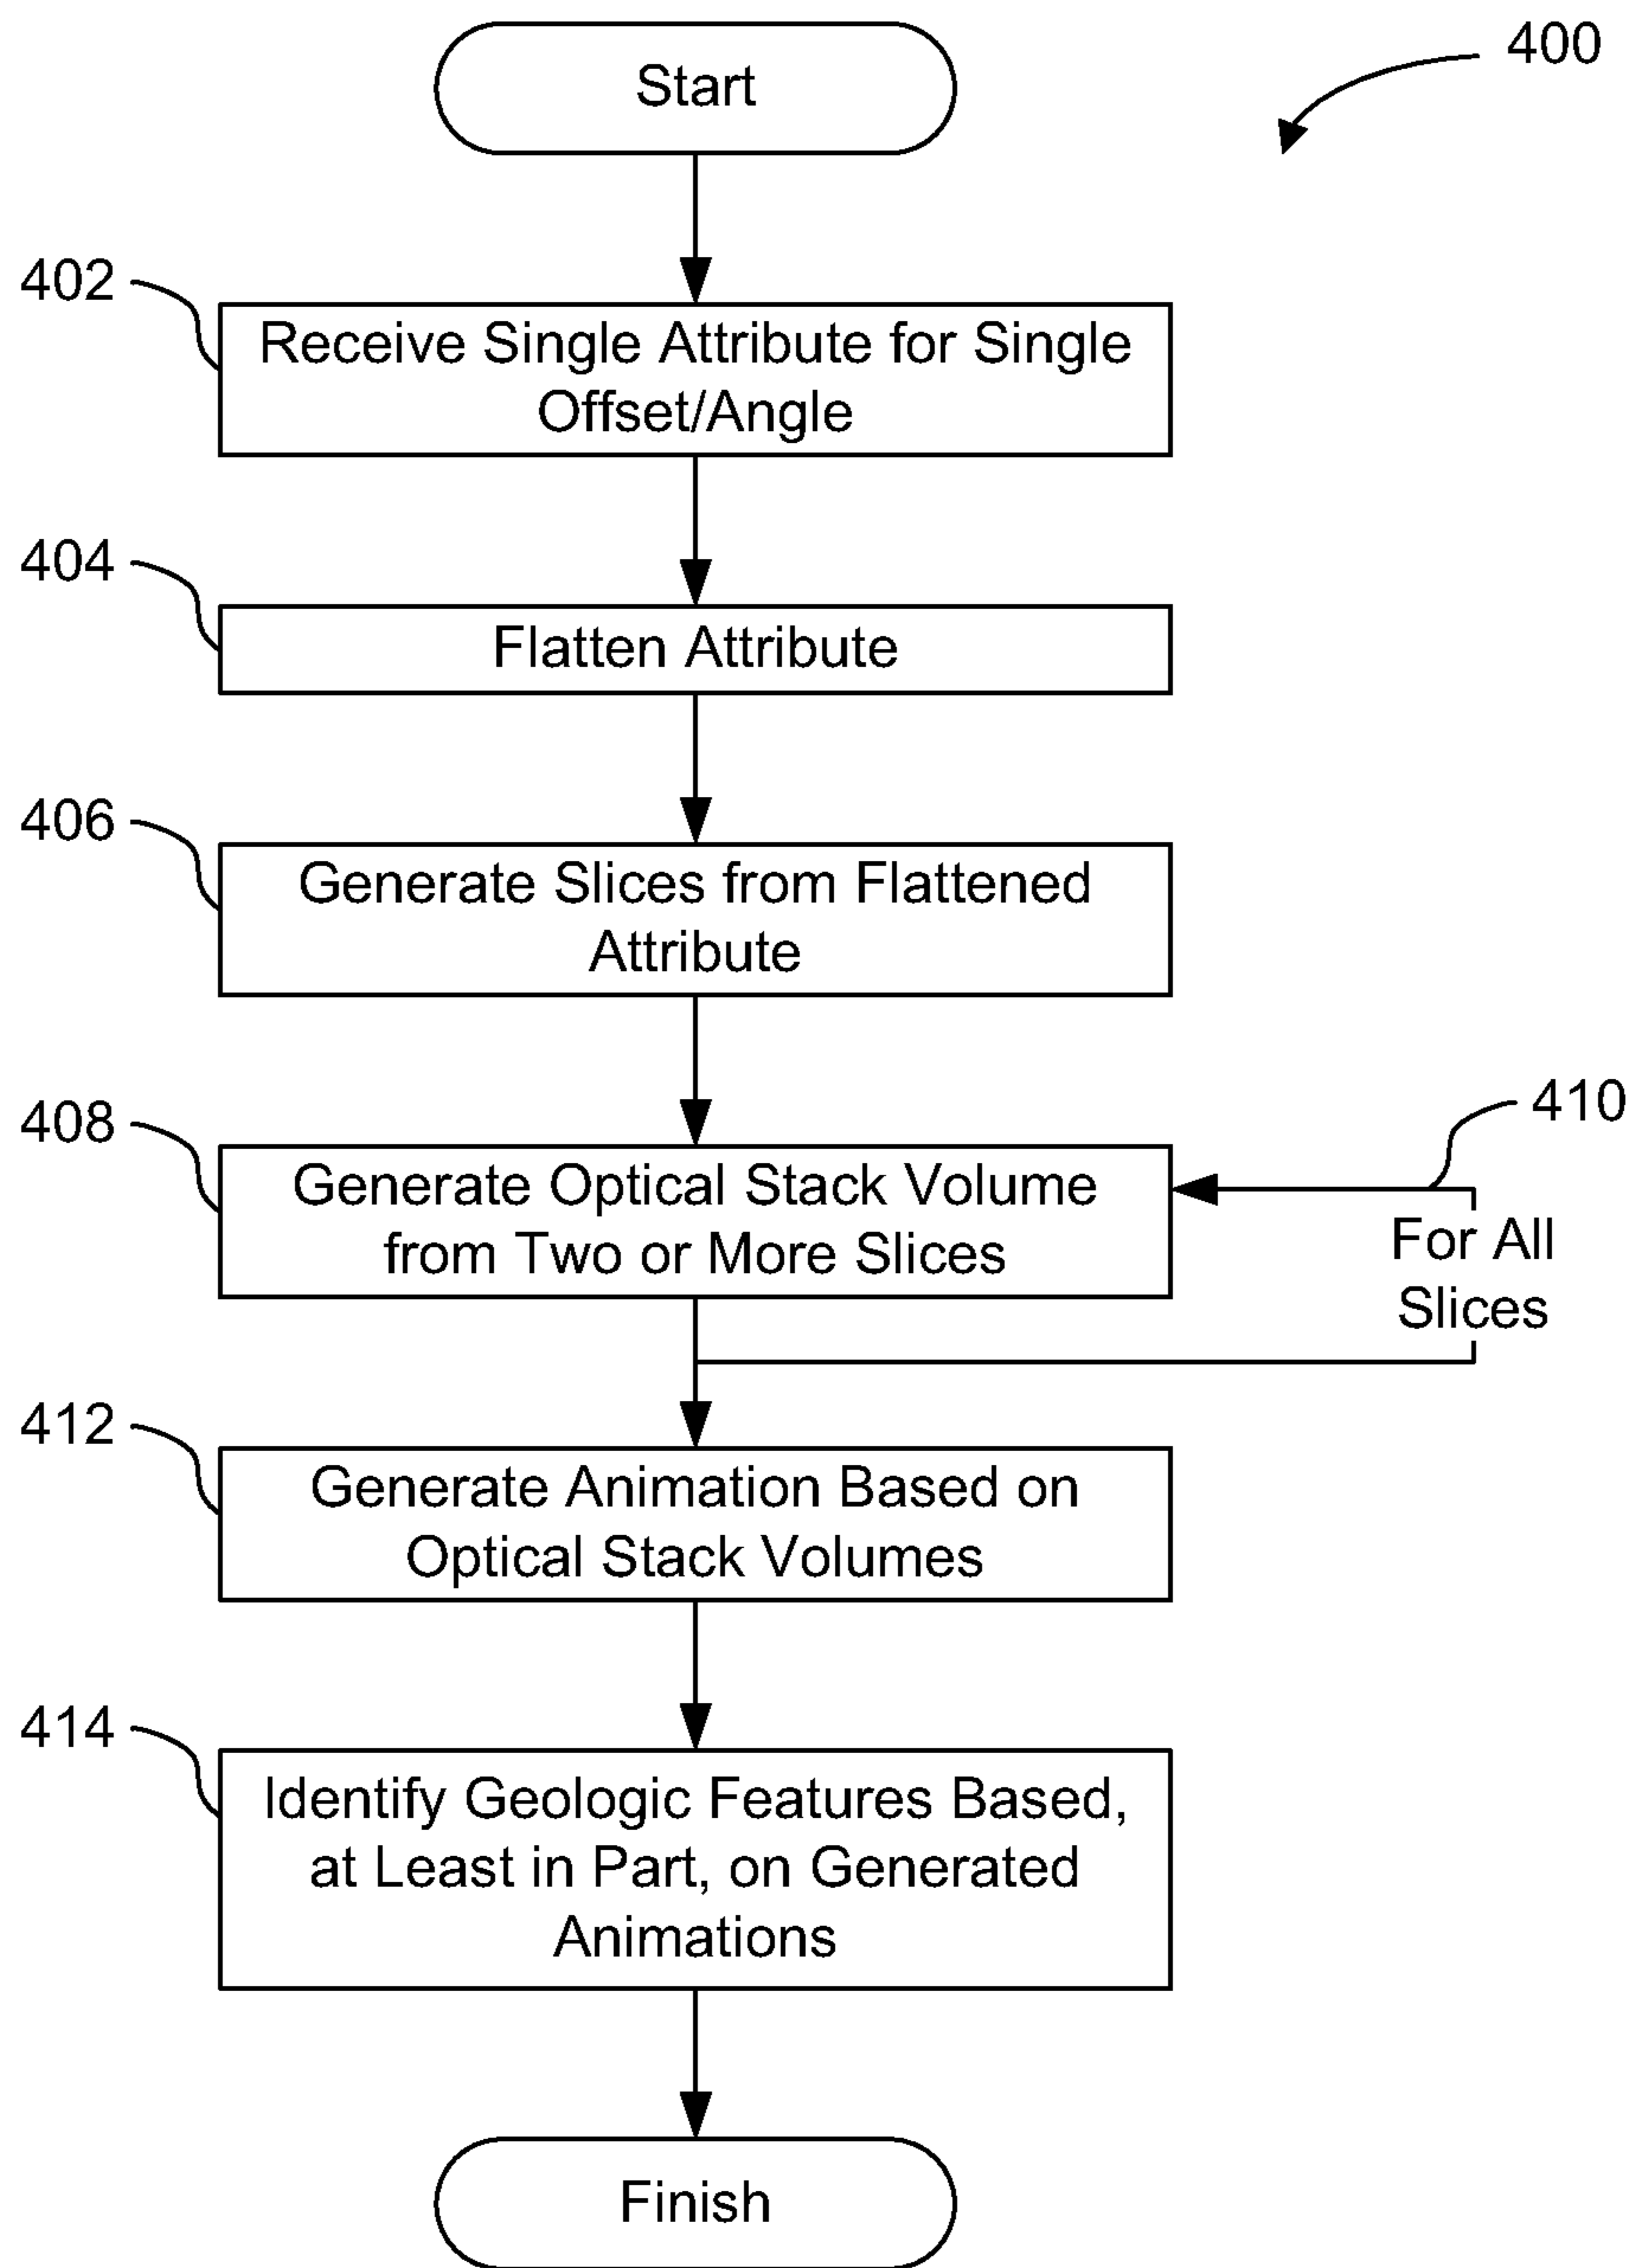 400
Start
402
Receive Single Attribute for Single
Offset/Angle
404
Flatten Attribute
406
Generate Slices from Flattened
Attribute
408
Generate Optical Stack Volume
from Two or More Slices
410
For All
Slices
412
Generate Animation Based on
Optical Stack Volumes
414
Identify Geologic Features Based,
at Least in Part, on Generated
Animations
Finish